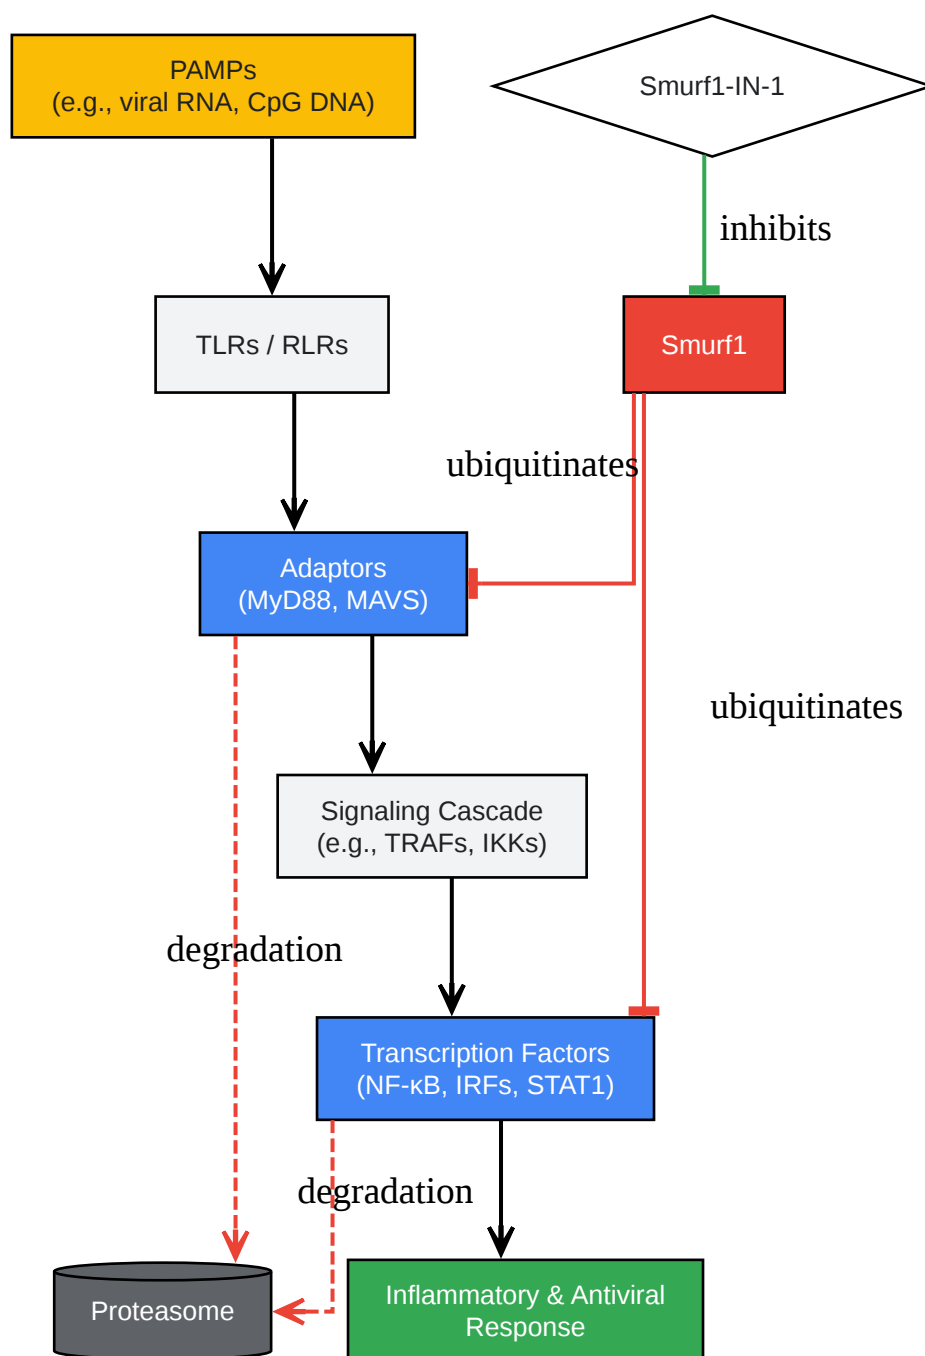 PAMPs
(e.g., viral RNA, CpG DNA)
Smurf1-IN-1
inhibits
TLRs / RLRs
Smurf1
ubiquitinates
Adaptors
(MyD88, MAVS)
ubiquitinates
Signaling Cascade
(e.g., TRAFs, IKKs)
degradation
Transcription Factors
(NF-κB, IRFs, STAT1)
degradation
Proteasome
Inflammatory & Antiviral
Response